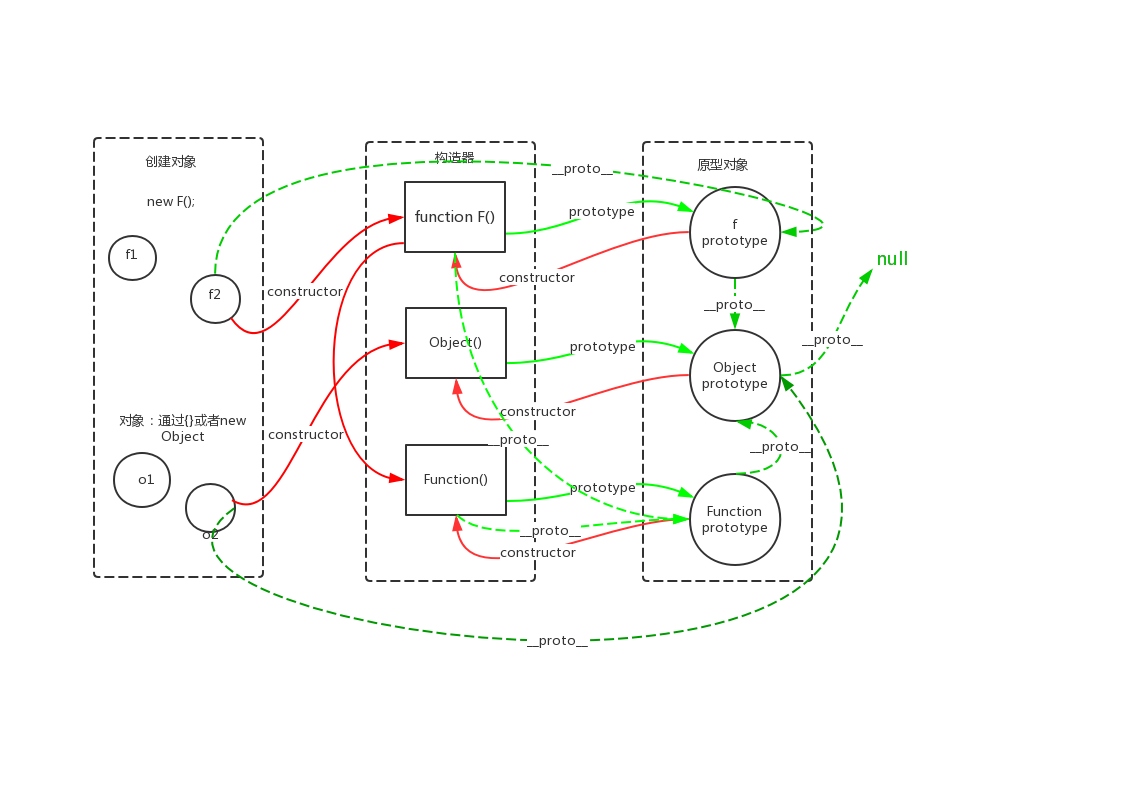 创建对象
new F();
f1
f2
对象：通过{}或者new
Object
o1
o2
constructor
constructor
构造器
function F()
Object()
Function()
__proto__
prototype
constructor
prototype
constructor
__proto__
prototype
__proto__
constructor
__proto__
原型对象
f
prototype
__proto__
Object
prototype
__proto__
Function
prototype
__proto__
null